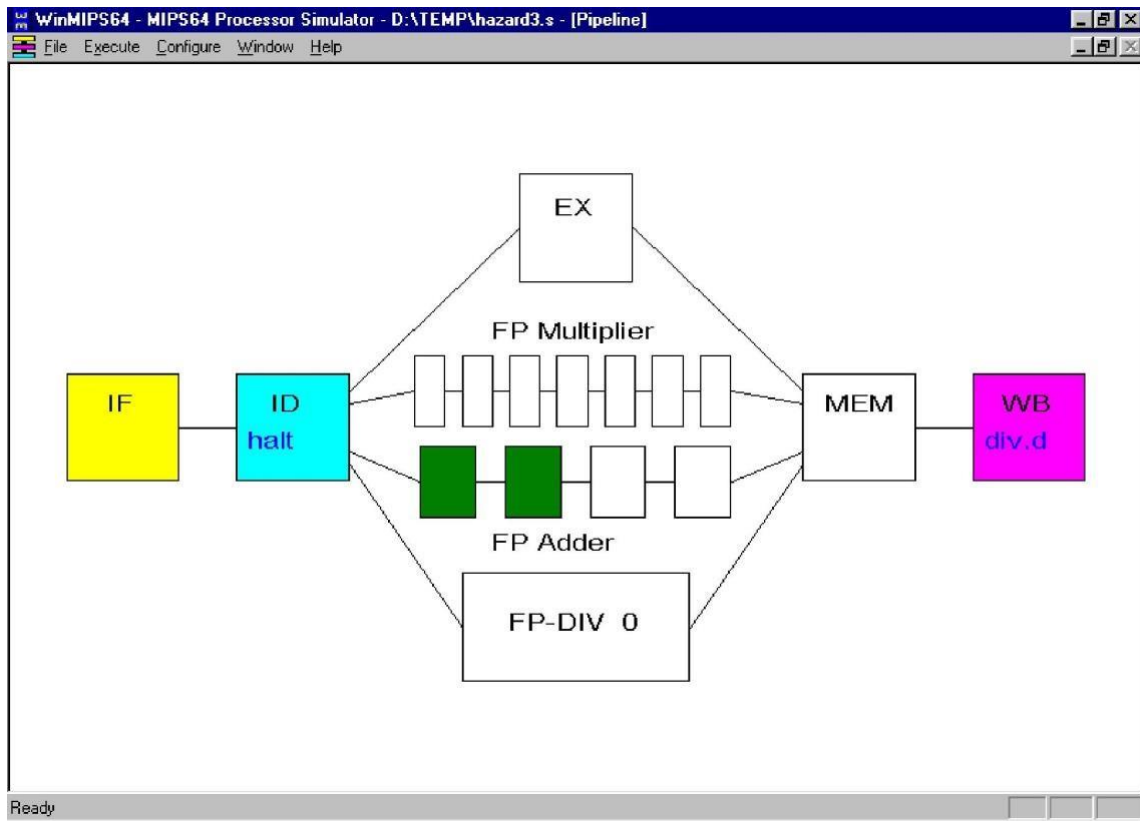 WinMIPS64 - MIPS64 Processor Simulator - D:\TEMP\hazard3.s - [Pipeline]
File Execute Configure Window Help
EX
FP Multiplier
IF
ID
halt
MEM
WB
div.d
FP Adder
FP-DIV 0
Ready